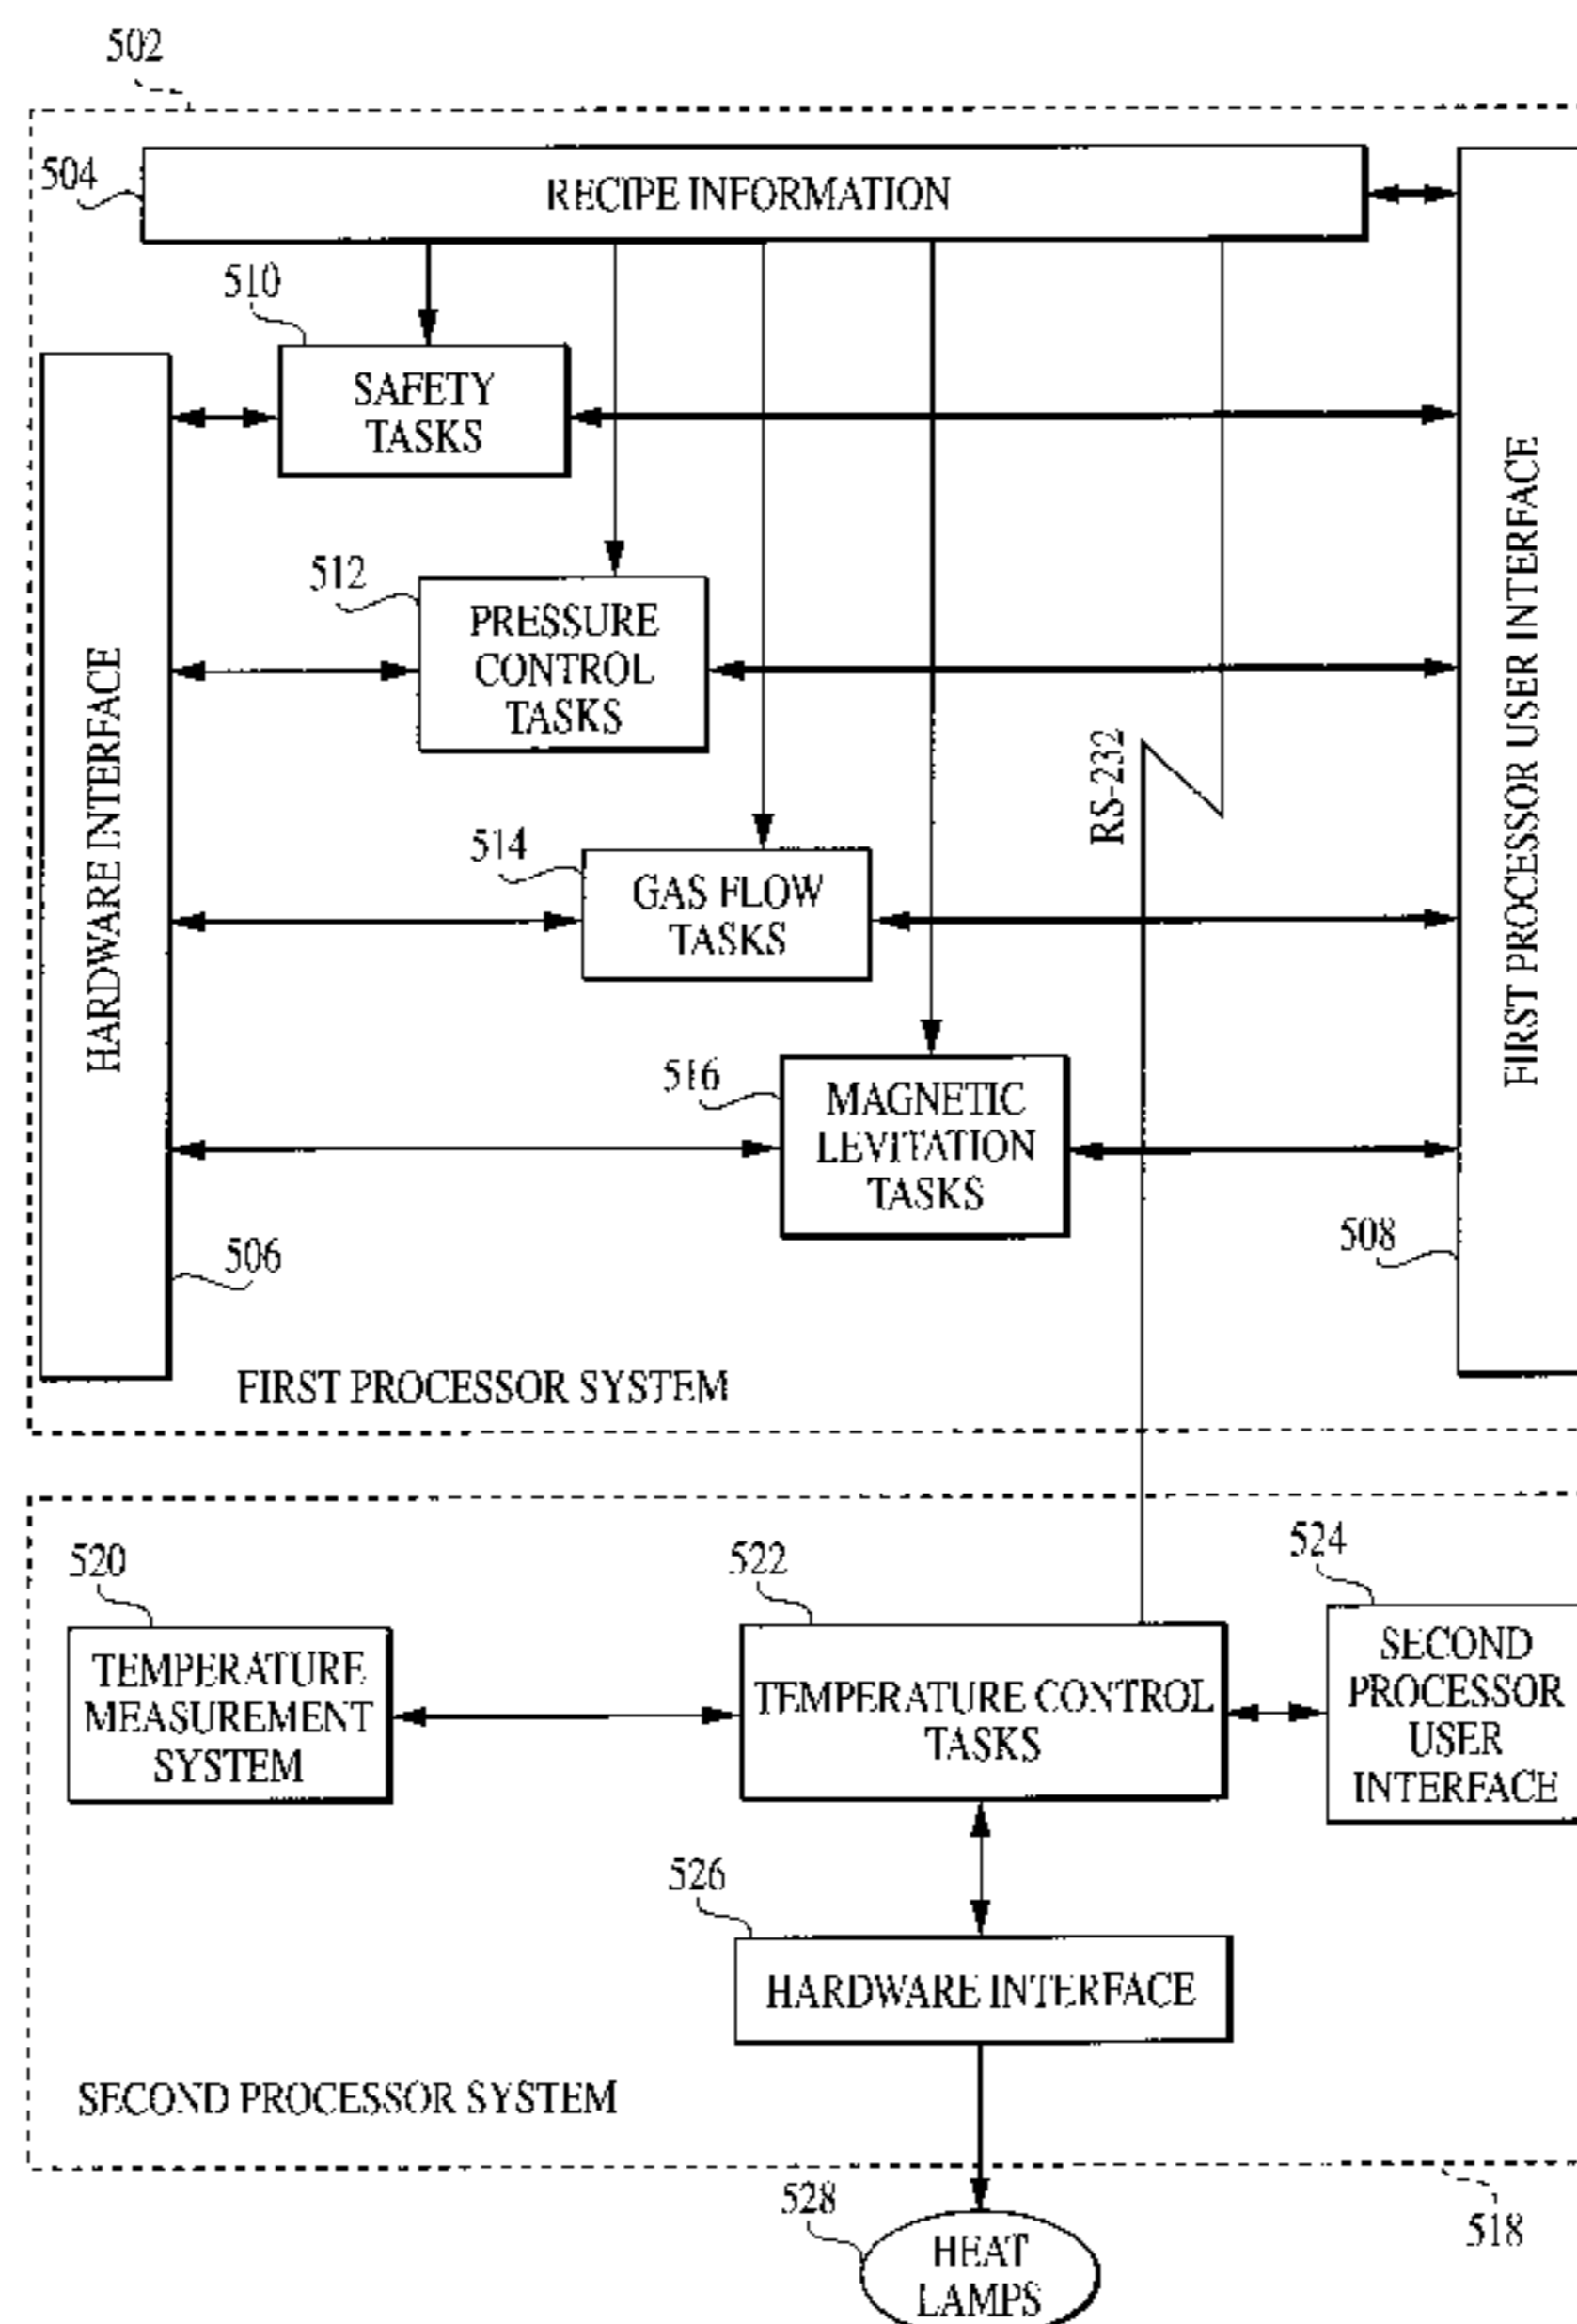 502
504
RECIPE INFORMATION
510
SAFETY
TASKS
512
PRESSURE
CONTROL
TASKS
HARDWARE INTERFACE
FIRST PROCESSOR USER INTERFACE
RS-232
514
GAS FLOW
TASKS
516
MAGNETIC
LEVITATION
TASKS
506
508
FIRST PROCESSOR SYSTEM
520
522
524
TEMPERATURE
MEASUREMENT
SYSTEM
TEMPERATURE CONTROL
TASKS
SECOND
PROCESSOR
USER
INTERFACE
526
HARDWARE INTERFACE
SECOND PROCESSOR SYSTEM
528
518
HEAT
LAMPS